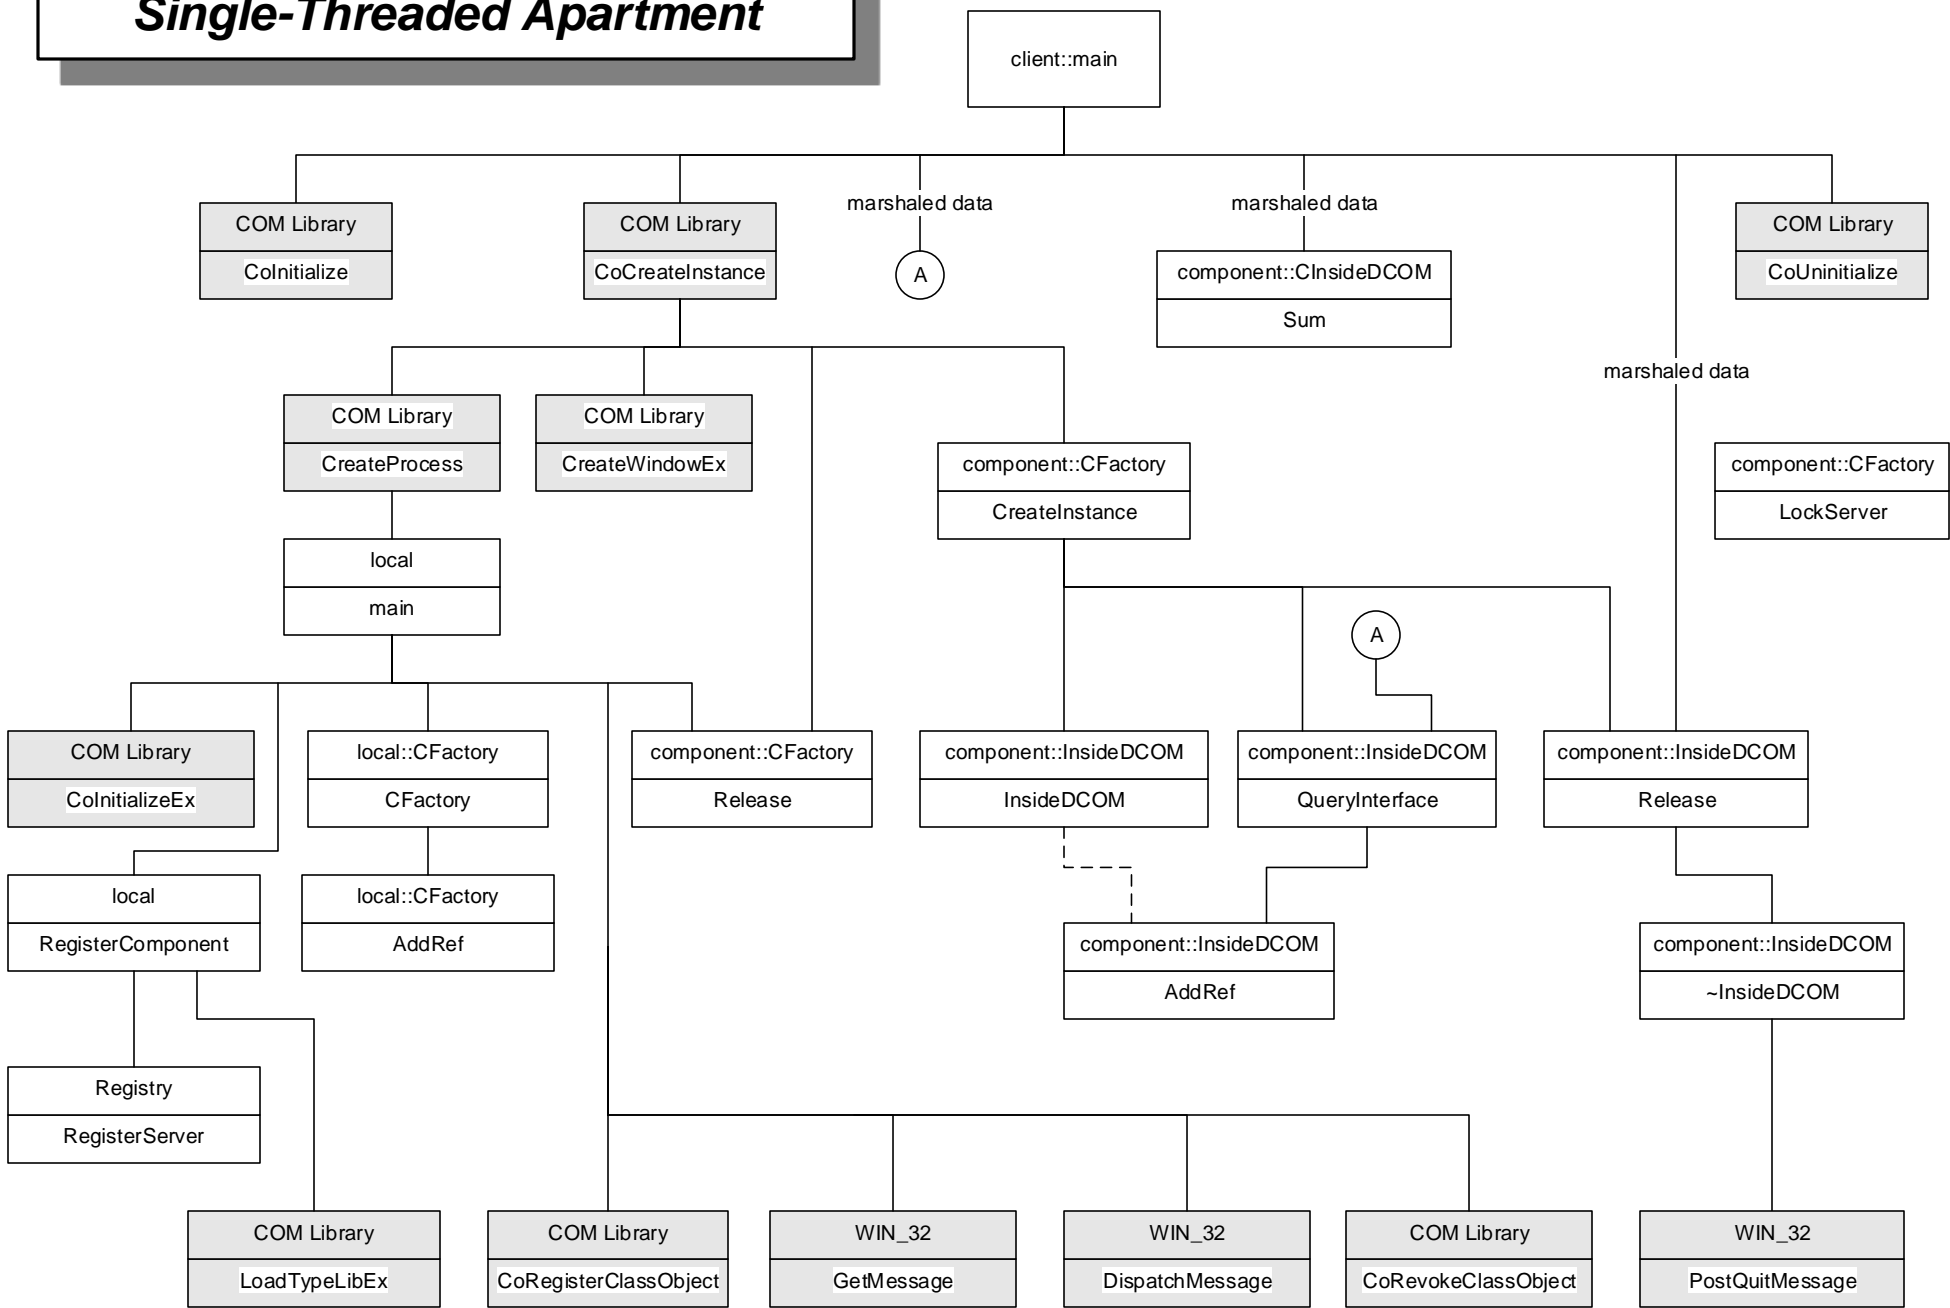 Single-Threaded Apartment
client::main
marshaled data
marshaled data
COM Library
CoInitialize
COM Library
CoCreateInstance
A
component::CInsideDCOM
Sum
COM Library
CoUninitialize
marshaled data
COM Library
CreateProcess
COM Library
CreateWindowEx
component::CFactory
CreateInstance
component::CFactory
LockServer
local
main
A
COM Library
CoInitializeEx
local::CFactory
CFactory
component::CFactory
Release
component::InsideDCOM
InsideDCOM
component::InsideDCOM
QueryInterface
component::InsideDCOM
Release
local
RegisterComponent
local::CFactory
AddRef
component::InsideDCOM
AddRef
component::InsideDCOM
~InsideDCOM
Registry
RegisterServer
COM Library
LoadTypeLibEx
COM Library
CoRegisterClassObject
WIN_32
GetMessage
WIN_32
DispatchMessage
COM Library
CoRevokeClassObject
WIN_32
PostQuitMessage